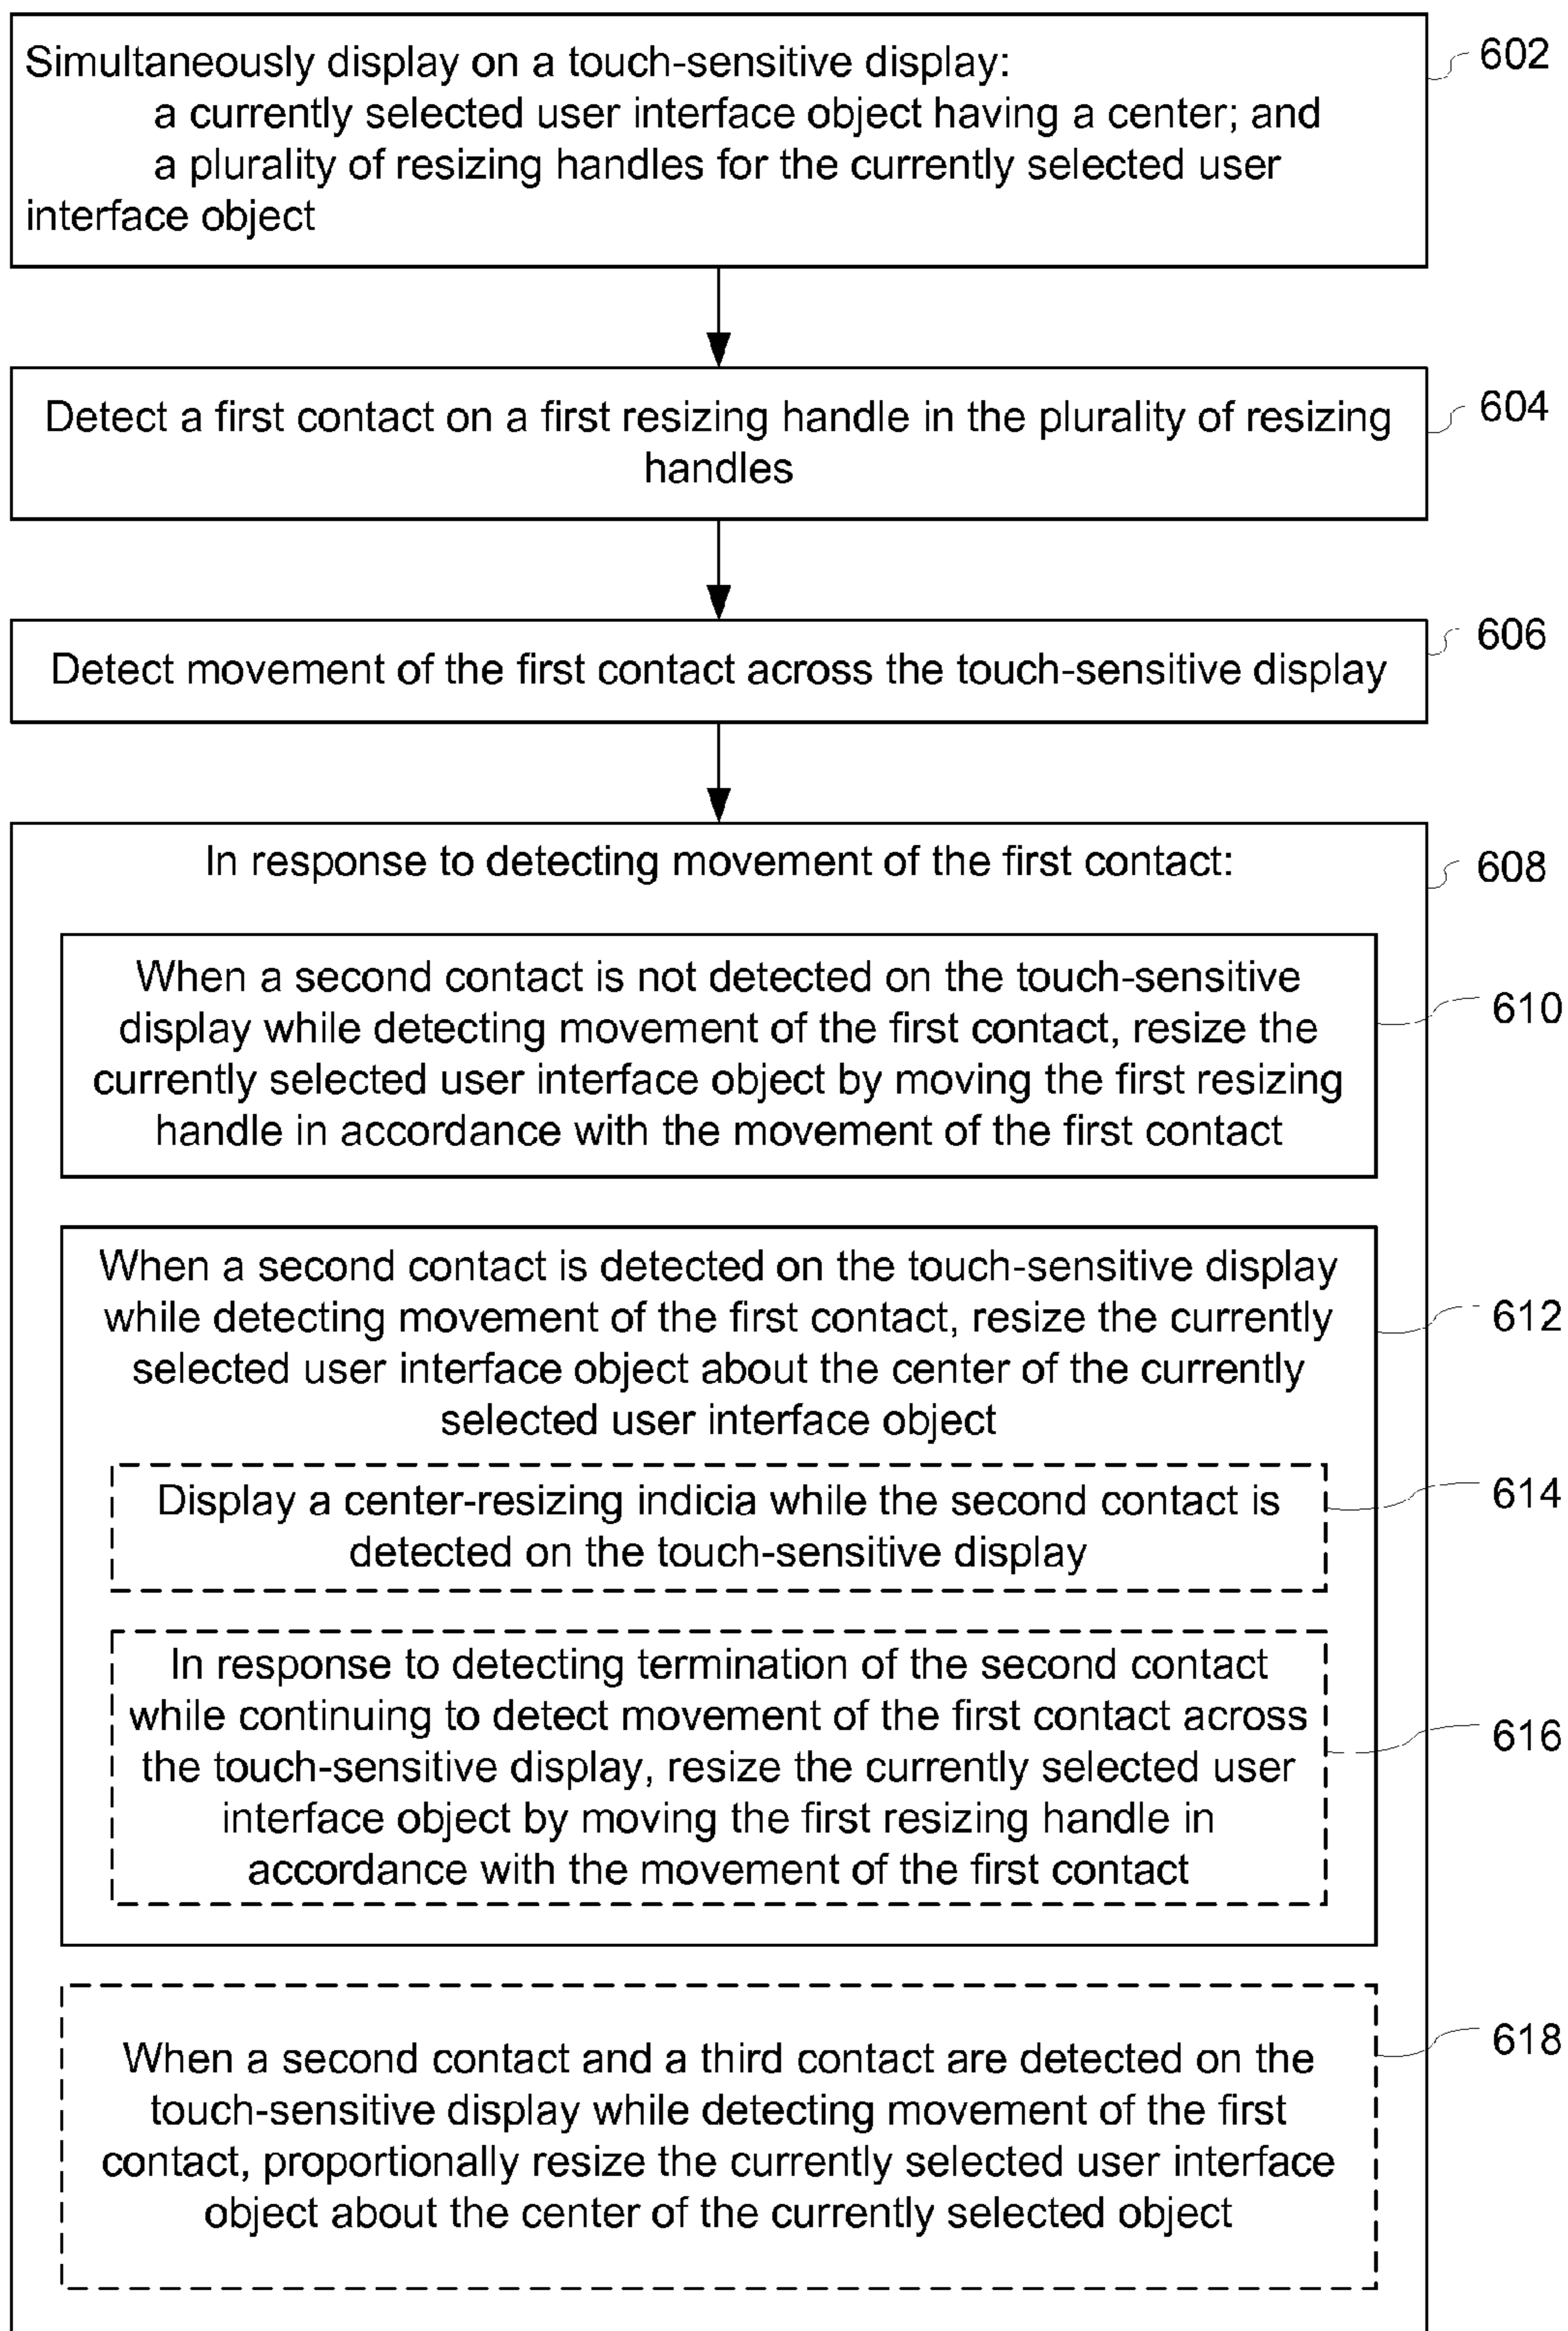 Simultaneously display on a touch-sensitive display:
a currently selected user interface object having a center; and
a plurality of resizing handles for the currently selected user
interface object
602
Detect a first contact on a first resizing handle in the plurality of resizing
handles
604
Detect movement of the first contact across the touch-sensitive display
606
In response to detecting movement of the first contact:
608
When a second contact is not detected on the touch-sensitive
display while detecting movement of the first contact, resize the
currently selected user interface object by moving the first resizing
handle in accordance with the movement of the first contact
610
When a second contact is detected on the touch-sensitive display
while detecting movement of the first contact, resize the currently
selected user interface object about the center of the currently
selected user interface object
612
Display a center-resizing indicia while the second contact is
detected on the touch-sensitive display
614
In response to detecting termination of the second contact
while continuing to detect movement of the first contact across
the touch-sensitive display, resize the currently selected user
interface object by moving the first resizing handle in
accordance with the movement of the first contact
616
When a second contact and a third contact are detected on the
touch-sensitive display while detecting movement of the first
contact, proportionally resize the currently selected user interface
object about the center of the currently selected object
618